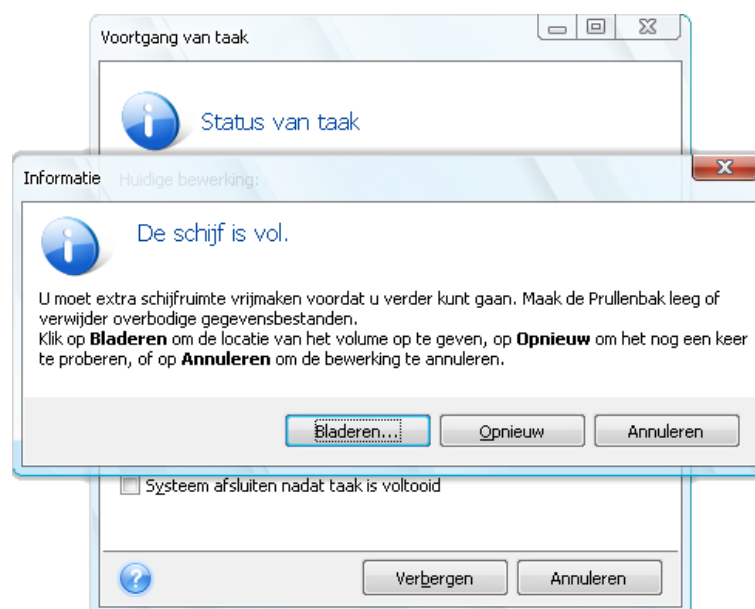 Voortgang van taak
Status van taak
Informatie
Huidige bewerking:
De schijf is vol.
U moet extra schijfruimte vrijmaken voordat u verder kunt gaan. Maak de Prullenbak leeg of
verwijder overbodige gegevensbestanden.
Klik op Bladeren om de locatie van het volume op te geven, op Opnieuw om het nog een keer
te proberen, of op Annuleren om de bewerking te annuleren.
Bladeren...
Opnieuw
Annuleren
Systeem afsluiten nadat taak is voltooid
Verbergen
Annuleren